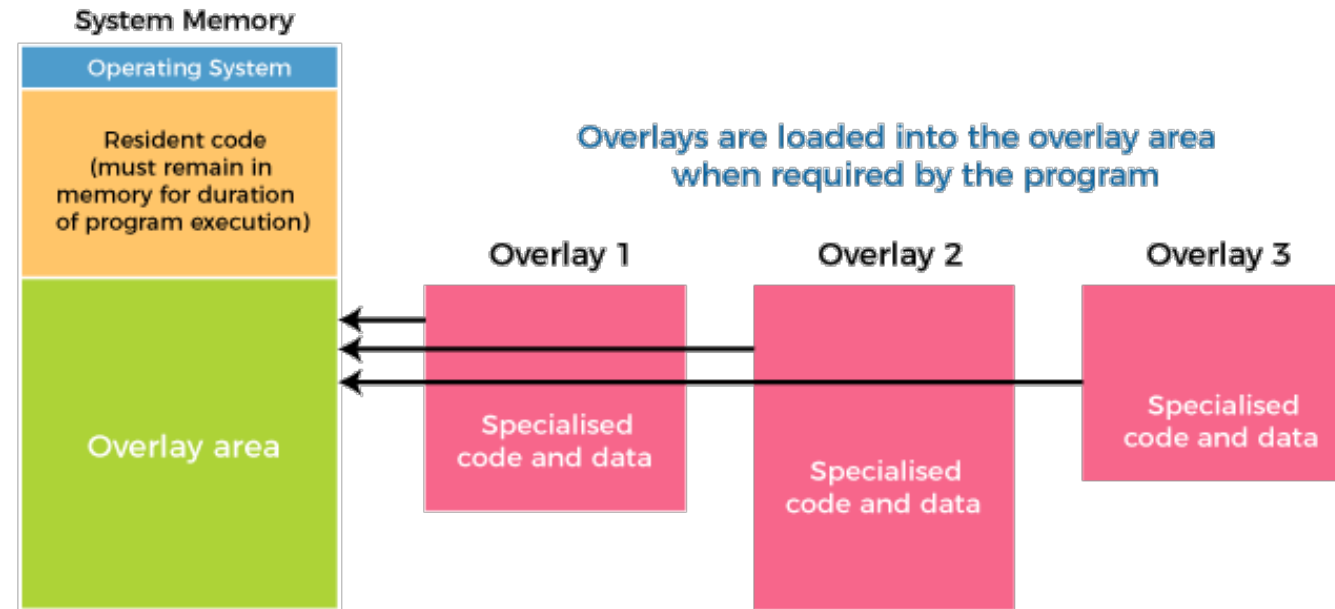 System Memory
Operating System
Resident code
(must remain in
memory for duration
of program execution)
Overlay area
Overlays are loaded into the overlay area
when required by the program
Overlay 1
Specialised
code and data
Overlay 2
Specialised
code and data
Overlay 3
Specialised
code and data